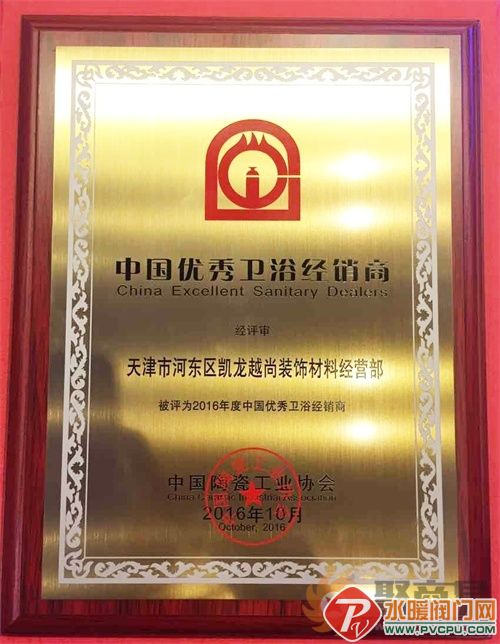 中国优秀卫浴经销商
China Excellent Sanitary Dealers
经评审
天津市河东区凯龙越尚装饰材料经营部
被评为2016年度中国优秀卫浴经销商
中国陶瓷工业协会
China Ceramic Industrial Association
2016年10月
October, 2016
水暖阀门网
WWW.PVCPU.COM